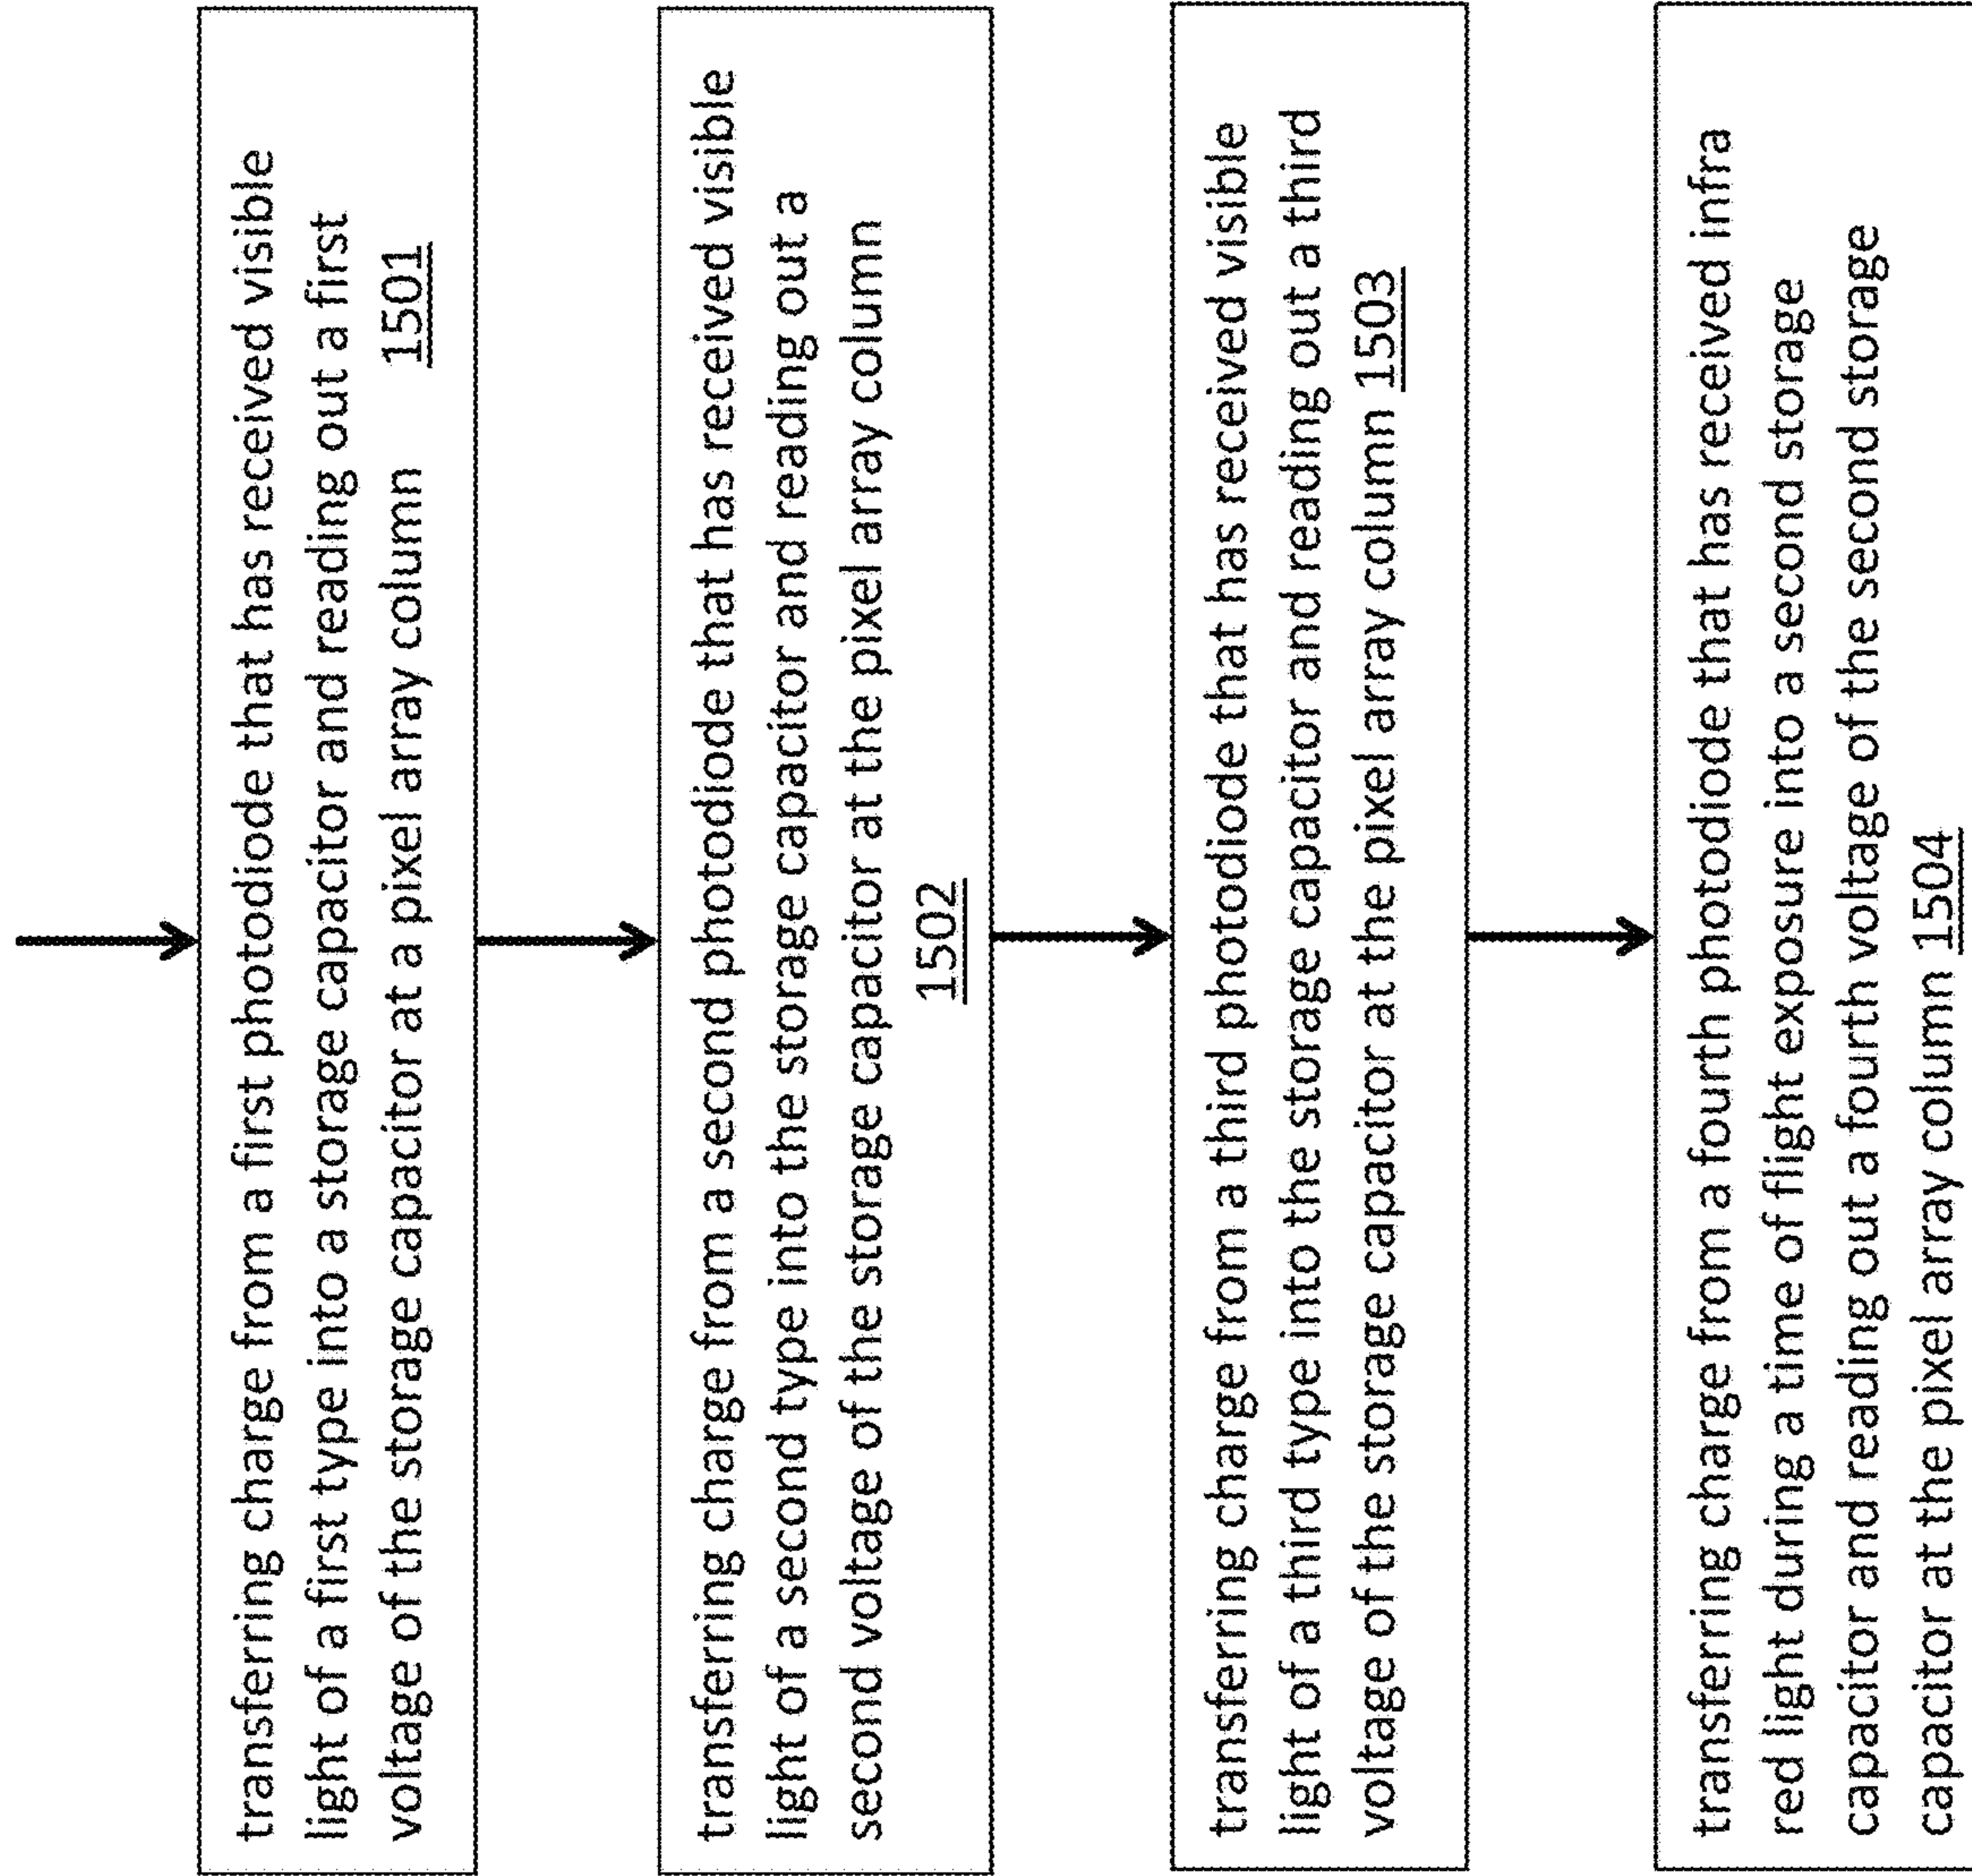 transferring charge from a first photodiode that has received visible
light of a first type into a storage capacitor and reading out a first
voltage of the storage capacitor at a pixel array column 1501
transferring charge from a second photodiode that has received visible
light of a second type into the storage capacitor and reading out a
second voltage of the storage capacitor at the pixel array column
1502
transferring charge from a third photodiode that has received visible
light of a third type into the storage capacitor and reading out a third
voltage of the storage capacitor at the pixel array column 1503
transferring charge from a fourth photodiode that has received infra
red light during a time of flight exposure into a second storage
capacitor and reading out a fourth voltage of the second storage
capacitor at the pixel array column 1504